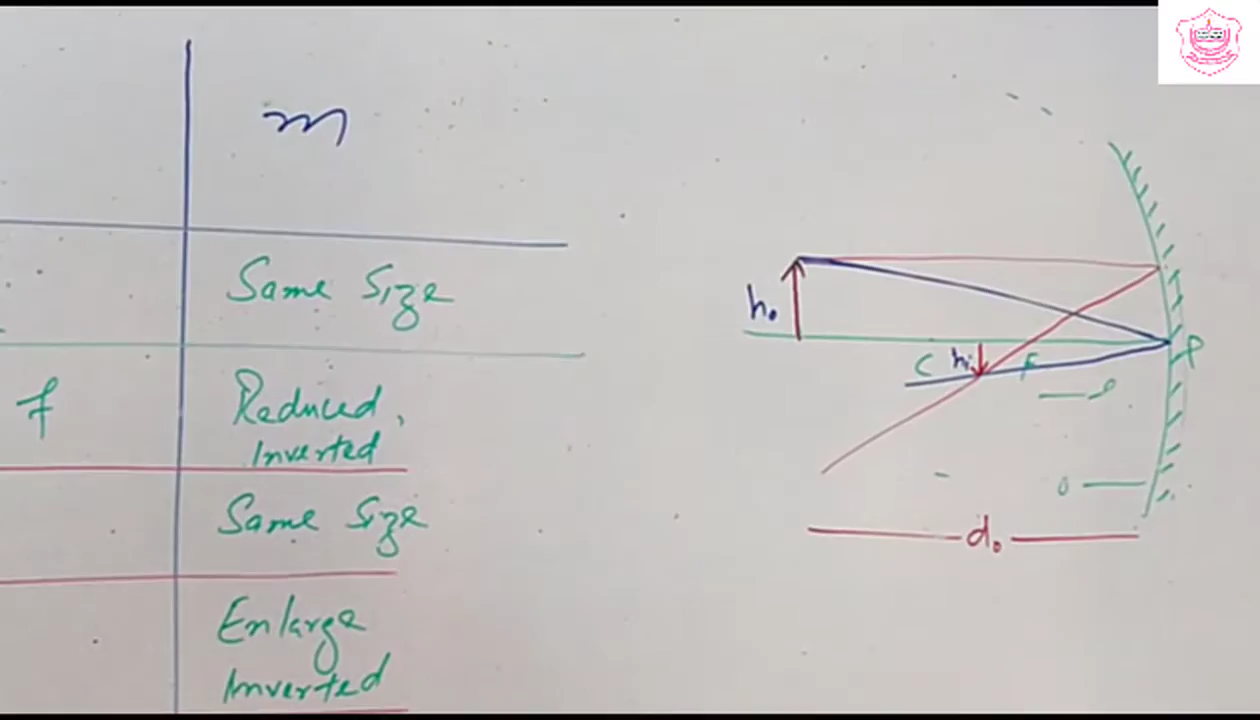 m
Same Size
f
Reduced,
Inverted
Same Size
Enlarge
Inverted
h₀
C
hᵢ
F
P
d₀